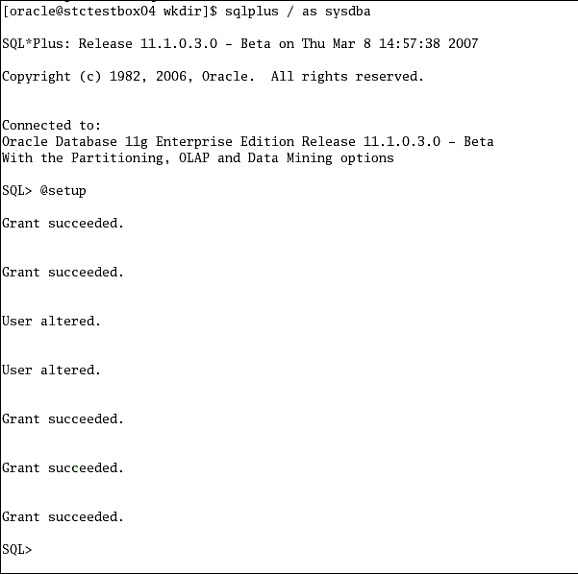 [oracle@stctestbox04 wkdir]$ sqlplus / as sysdba
SQL*Plus: Release 11.1.0.3.0 - Beta on Thu Mar 8 14:57:38 2007
Copyright (c) 1982, 2006, Oracle.  All rights reserved.
Connected to:
Oracle Database 11g Enterprise Edition Release 11.1.0.3.0 - Beta
With the Partitioning, OLAP and Data Mining options
SQL> @setup
Grant succeeded.
Grant succeeded.
User altered.
User altered.
Grant succeeded.
Grant succeeded.
Grant succeeded.
SQL>